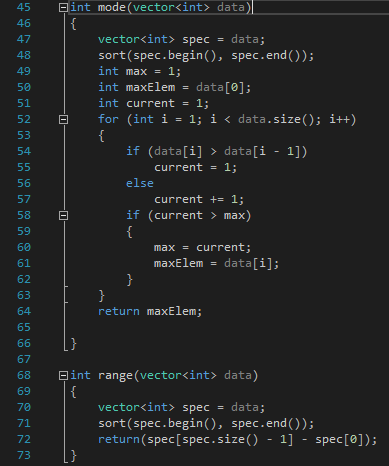 45 int mode(vector<int> data)
46 {
47 vector<int> spec = data;
48 sort(spec.begin(), spec.end());
49 int max = 1;
50 int maxElem = data[0];
51 int current = 1;
52 for (int i = 1; i < data.size(); i++)
53 {
54 if (data[i] > data[i - 1])
55 current = 1;
56 else
57 current += 1;
58 if (current > max)
59 {
60 max = current;
61 maxElem = data[i];
62 }
63 }
64 return maxElem;
65
66 }
67
68 int range(vector<int> data)
69 {
70 vector<int> spec = data;
71 sort(spec.begin(), spec.end());
72 return(spec[spec.size() - 1] - spec[0]);
73 }